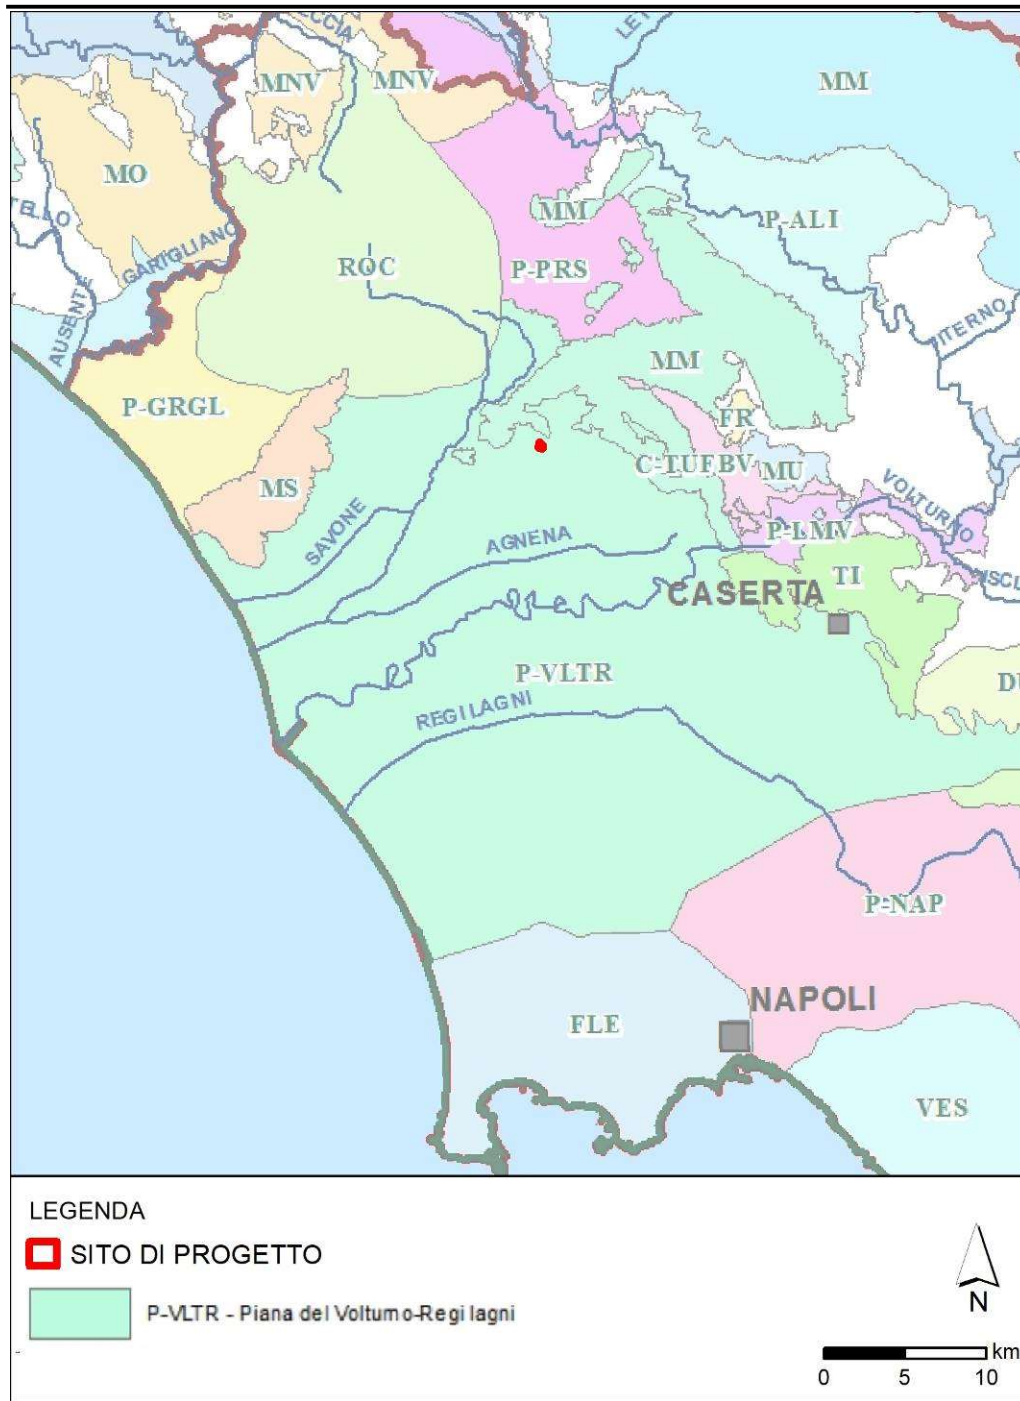 LET
MNV
MNV
MM
MO
MM
P-ALI
TELLO
GARIGLIANO
ROC
P-PRS
AUSENTE
ITERNO
MM
P-GRGL
FR
C-TUFBV
MU
MS
VOLTURNO
SAVONE
AGNENA
P-LMV
TI
CASERTA
P-VLTR
REGI LAGNI
P-NAP
NAPOLI
FLE
VES
LEGENDA
SITO DI PROGETTO
P-VLTR - Piana del Volturno-Regi lagni
N
km
0 5 10